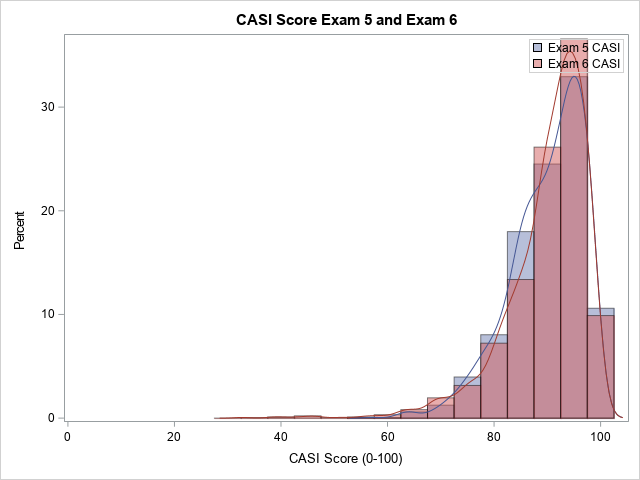 CASI Score Exam 5 and Exam 6
Exam 5 CASI
Exam 6 CASI
30
20
10
0
Percent
0 20 40 60 80 100
CASI Score (0-100)